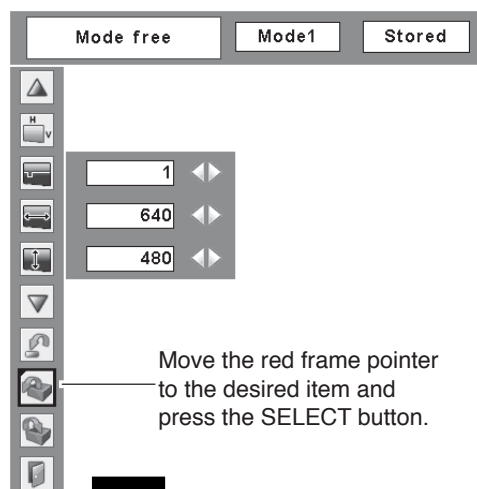 Mode free Mode1 Stored
H
V
1
640
480
Move the red frame pointer
to the desired item and
press the SELECT button.